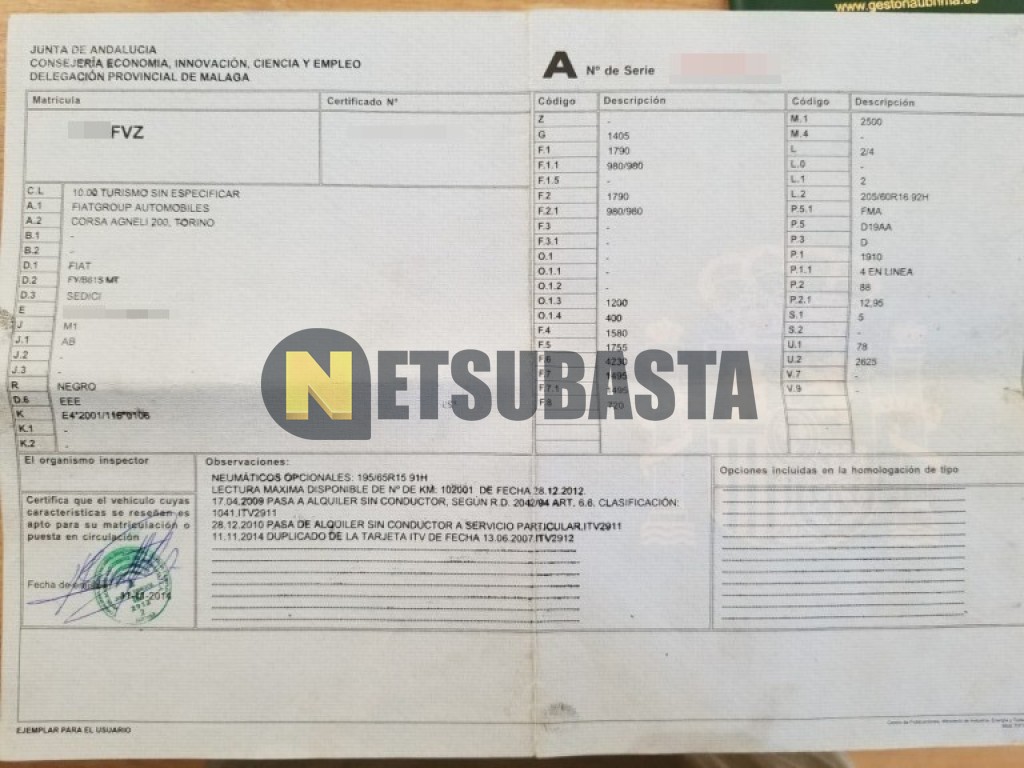 www.gestoriaubrima.es
JUNTA DE ANDALUCIA
CONSEJERÍA ECONOMIA, INNOVACIÓN, CIENCIA Y EMPLEO
DELEGACIÓN PROVINCIAL DE MALAGA
A Nº de Serie
Matrícula
Certificado Nº
FVZ
C.L 10.00 TURISMO SIN ESPECIFICAR
A.1 FIATGROUP AUTOMOBILES
A.2 CORSA AGNELI 200, TORINO
B.1 -
B.2 -
D.1 FIAT
D.2
D.3 SEDICI
E
J M1
J.1 AB
J.2 -
J.3 -
R NEGRO
D.6 EEE
K E4*2001/116*0106
K.1 -
K.2 -
Código Descripción
Z -
G 1405
F.1 1790
F.1.1 980/980
F.1.5 -
F.2 1790
F.2.1 980/980
F.3 -
F.3.1 -
O.1 -
O.1.1 -
O.1.2 -
O.1.3 1200
O.1.4 400
F.4 1580
F.5 1755
F.6 4230
F.7 1495
F.7.1 1495
F.8 720
Código Descripción
M.1 2500
M.4 -
L 2/4
L.0 -
L.1 2
L.2 205/60R16 92H
P.5.1 FMA
P.5 D19AA
P.3 D
P.1 1910
P.1.1 4 EN LINEA
P.2 88
P.2.1 12,95
S.1 5
S.2 -
U.1 78
U.2 2625
V.7 -
V.9 -
NETSUBASTA
El organismo inspector
Certifica que el vehículo cuyas
características se reseñan es
apto para su matriculación o
puesta en circulación
Fecha de
Observaciones:
NEUMÁTICOS OPCIONALES: 195/65R15 91H
LECTURA MAXIMA DISPONIBLE DE Nº DE KM: 102001 DE FECHA 28.12.2012.
17.04.2009 PASA A ALQUILER SIN CONDUCTOR, SEGÚN R.D. 2042/94 ART. 6.6. CLASIFICACIÓN:
1041.ITV2911
28.12.2010 PASA DE ALQUILER SIN CONDUCTOR A SERVICIO PARTICULAR.ITV2911
11.11.2014 DUPLICADO DE LA TARJETA ITV DE FECHA 13.06.2007.ITV2912
Opciones incluidas en la homologación de tipo
EJEMPLAR PARA EL USUARIO